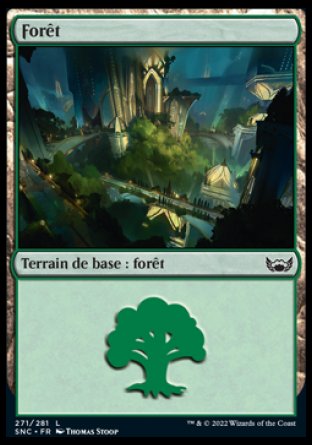 Forêt
Terrain de base : forêt
271/281 L
SNC • FR Thomas Stoop
™ & © 2022 Wizards of the Coast